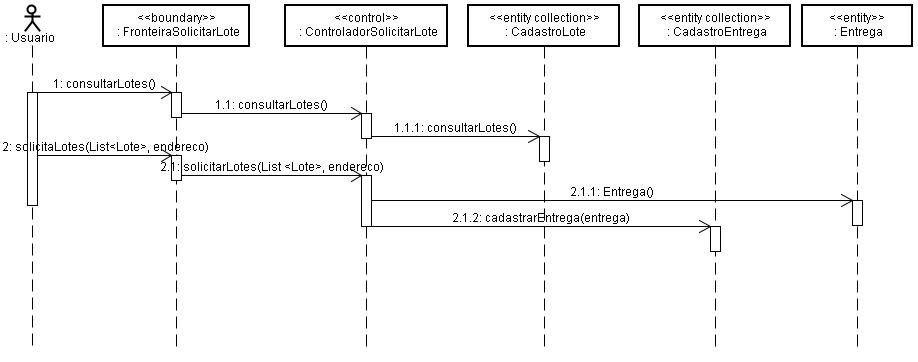 <<boundary>>
: FronteiraSolicitarLote
<<control>>
: ControladorSolicitarLote
<<entity collection>>
: CadastroLote
<<entity collection>>
: CadastroEntrega
<<entity>>
: Entrega
: Usuario
1: consultarLotes()
1.1: consultarLotes()
1.1.1: consultarLotes()
2: solicitaLotes(List<Lote>, endereco)
2.1: solicitarLotes(List <Lote>, endereco)
2.1.1: Entrega()
2.1.2: cadastrarEntrega(entrega)